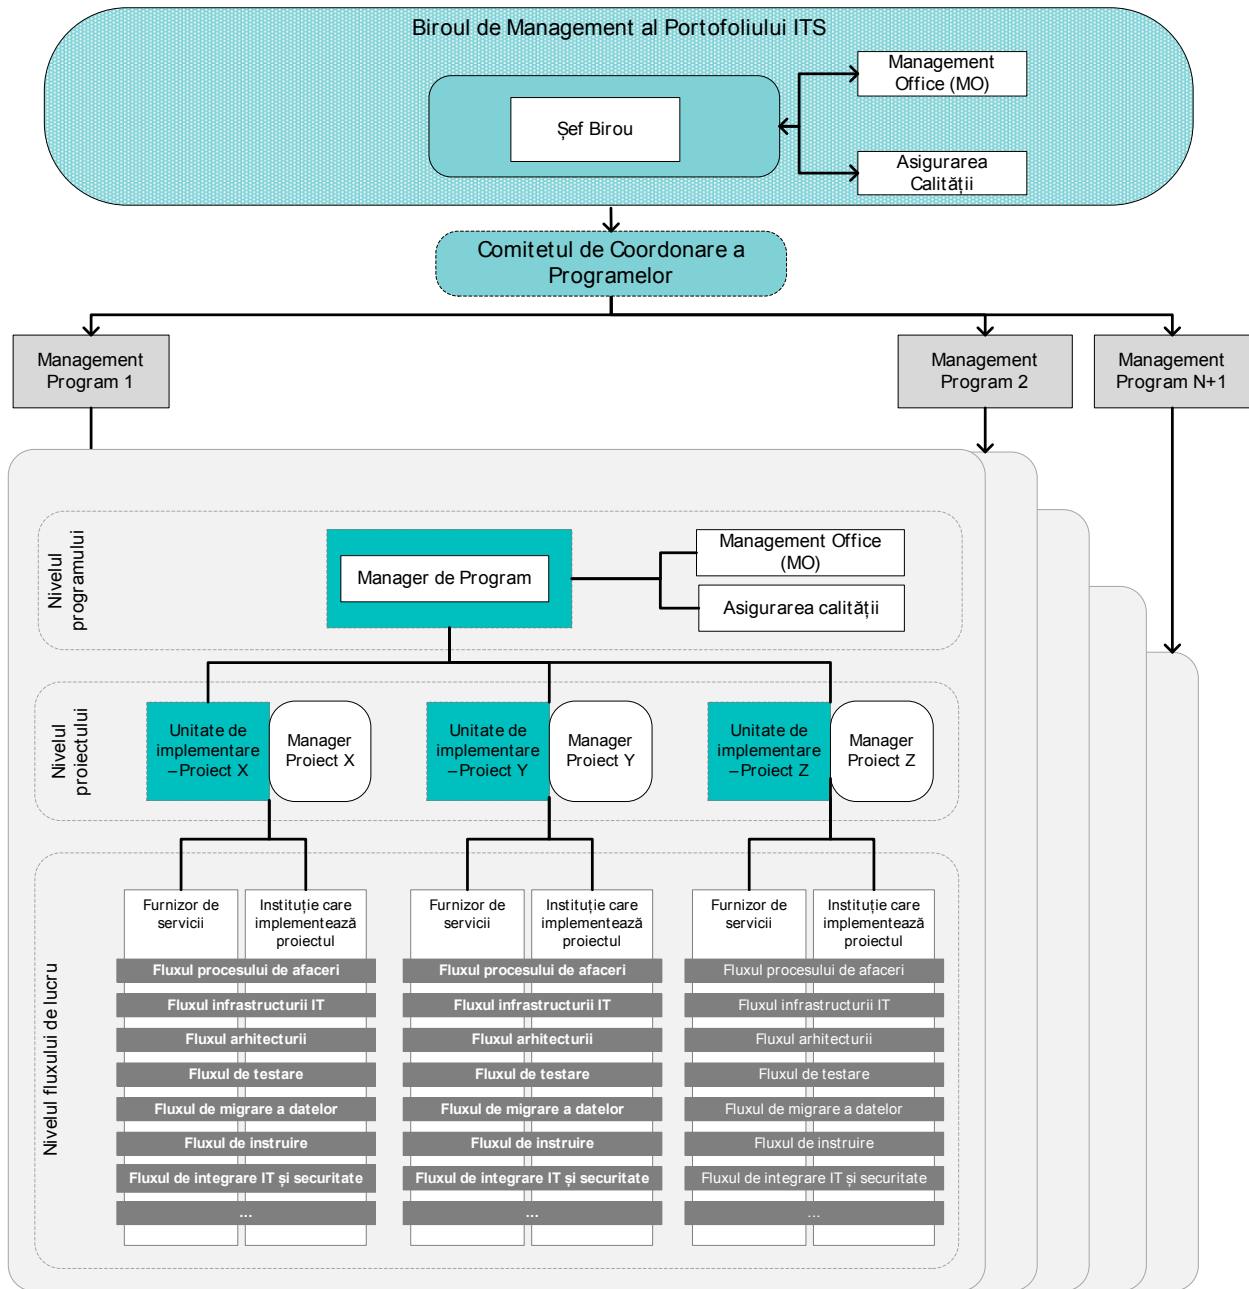 Biroul de Management al Portofoliului ITS
Management
Office (MO)
Șef Birou
Asigurarea
Calității
Comitetul de Coordonare a
Programelor
Management
Program 1
Management
Program 2
Management
Program N+1
Nivelul
programului
Manager de Program
Management Office
(MO)
Asigurarea calității
Nivelul
proiectului
Unitate de
implementare
–Proiect X
Manager
Proiect X
Unitate de
implementare
–Proiect Y
Manager
Proiect Y
Unitate de
implementare
–Proiect Z
Manager
Proiect Z
Nivelul fluxului de lucru
Furnizor de
servicii
Instituție care
implementează
proiectul
Fluxul procesului de afaceri
Fluxul infrastructurii IT
Fluxul arhitecturii
Fluxul de testare
Fluxul de migrare a datelor
Fluxul de instruire
Fluxul de integrare IT și securitate
...
Furnizor de
servicii
Instituție care
implementează
proiectul
Fluxul procesului de afaceri
Fluxul infrastructurii IT
Fluxul arhitecturii
Fluxul de testare
Fluxul de migrare a datelor
Fluxul de instruire
Fluxul de integrare IT și securitate
...
Furnizor de
servicii
Instituție care
implementează
proiectul
Fluxul procesului de afaceri
Fluxul infrastructurii IT
Fluxul arhitecturii
Fluxul de testare
Fluxul de migrare a datelor
Fluxul de instruire
Fluxul de integrare IT și securitate
...